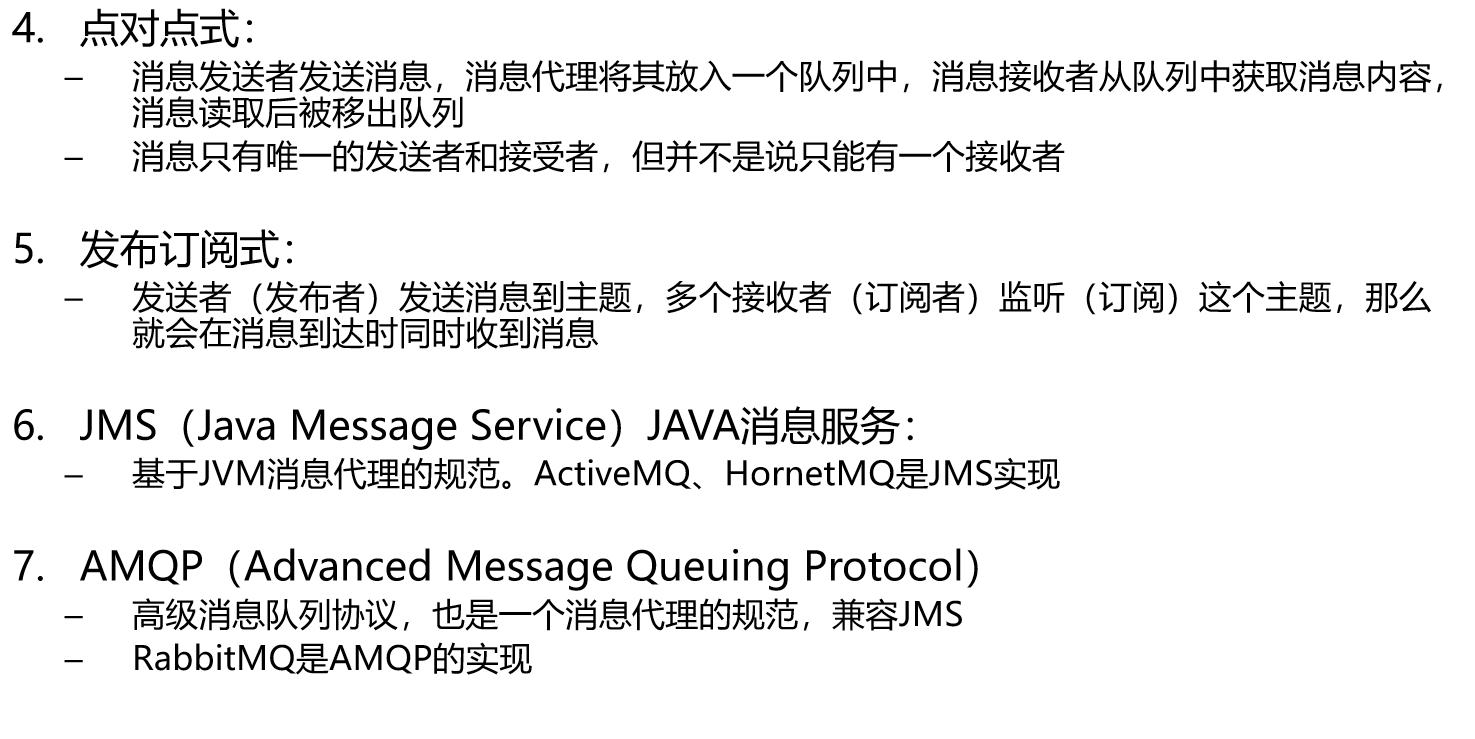 4. 点对点式：
– 消息发送者发送消息，消息代理将其放入一个队列中，消息接收者从队列中获取消息内容，
消息读取后被移出队列
– 消息只有唯一的发送者和接受者，但并不是说只能有一个接收者
5. 发布订阅式：
– 发送者（发布者）发送消息到主题，多个接收者（订阅者）监听（订阅）这个主题，那么
就会在消息到达时同时收到消息
6. JMS（Java Message Service）JAVA消息服务：
– 基于JVM消息代理的规范。ActiveMQ、HornetMQ是JMS实现
7. AMQP（Advanced Message Queuing Protocol）
– 高级消息队列协议，也是一个消息代理的规范，兼容JMS
– RabbitMQ是AMQP的实现